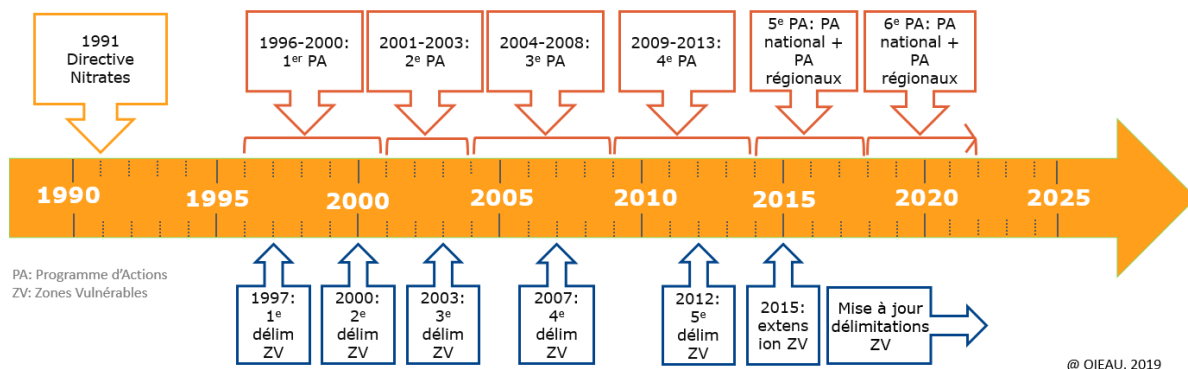 1991
Directive
Nitrates
1996-2000:
1er PA
2001-2003:
2e PA
2004-2008:
3e PA
2009-2013:
4e PA
5e PA: PA
national +
PA
régionaux
6e PA: PA
national +
PA
régionaux
1990
1995
2000
2005
2010
2015
2020
2025
PA: Programme d'Actions
ZV: Zones Vulnérables
1997:
1e
délim
ZV
2000:
2e
délim
ZV
2003:
3e
délim
ZV
2007:
4e
délim
ZV
2012:
5e
délim
ZV
2015:
extens
ion ZV
Mise à jour
délimitations
ZV
@ OIEAU, 2019